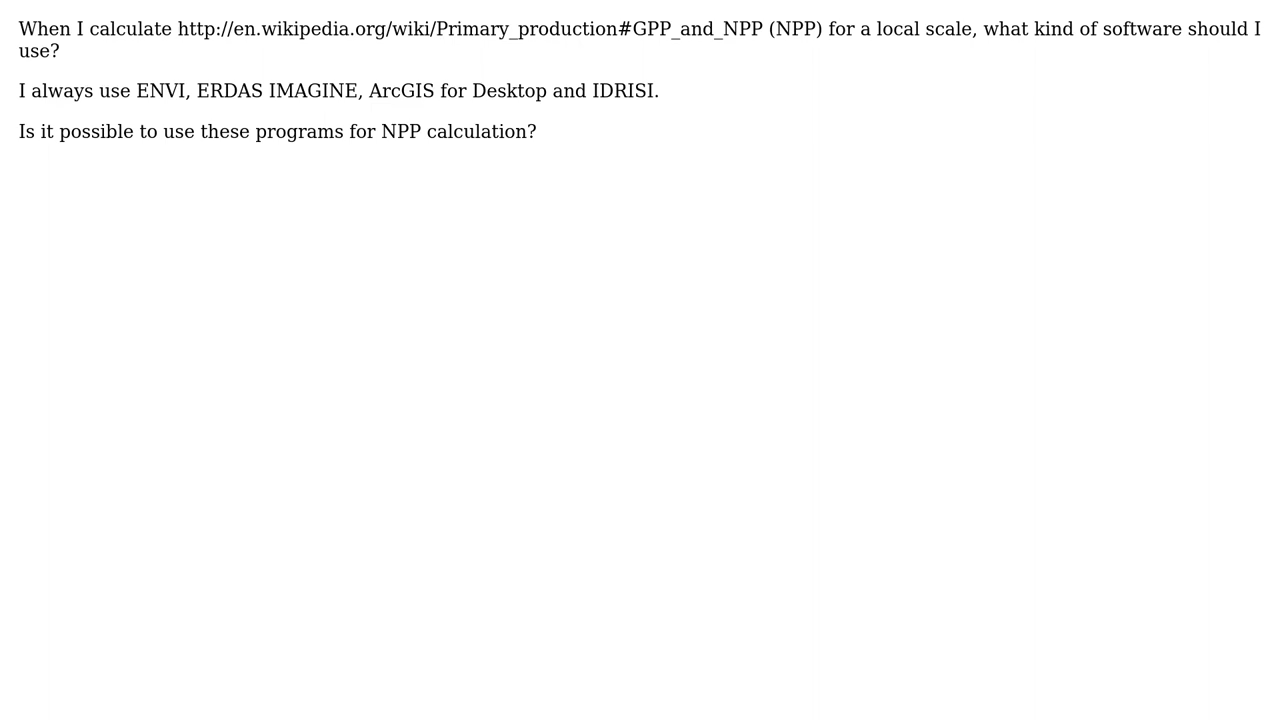 When I calculate http://en.wikipedia.org/wiki/Primary_production#GPP_and_NPP (NPP) for a local scale, what kind of software should I
use?
I always use ENVI, ERDAS IMAGINE, ArcGIS for Desktop and IDRISI.
Is it possible to use these programs for NPP calculation?